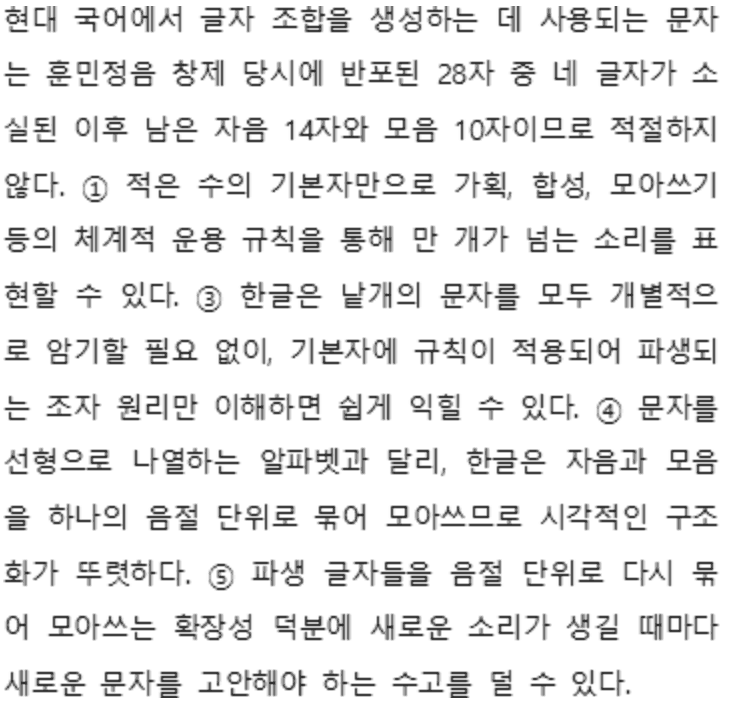 현대 국어에서 글자 조합을 생성하는 데 사용되는 문자
는 훈민정음 창제 당시에 반포된 28자 중 네 글자가 소
실된 이후 남은 자음 14자와 모음 10자이므로 적절하지
않다. ① 적은 수의 기본자만으로 가획, 합성, 모아쓰기
등의 체계적 운용 규칙을 통해 만 개가 넘는 소리를 표
현할 수 있다. ③ 한글은 낱개의 문자를 모두 개별적으
로 암기할 필요 없이, 기본자에 규칙이 적용되어 파생되
는 조자 원리만 이해하면 쉽게 익힐 수 있다. ④ 문자를
선형으로 나열하는 알파벳과 달리, 한글은 자음과 모음
을 하나의 음절 단위로 묶어 모아쓰므로 시각적인 구조
화가 뚜렷하다. ⑤ 파생 글자들을 음절 단위로 다시 묶
어 모아쓰는 확장성 덕분에 새로운 소리가 생길 때마다
새로운 문자를 고안해야 하는 수고를 덜 수 있다.